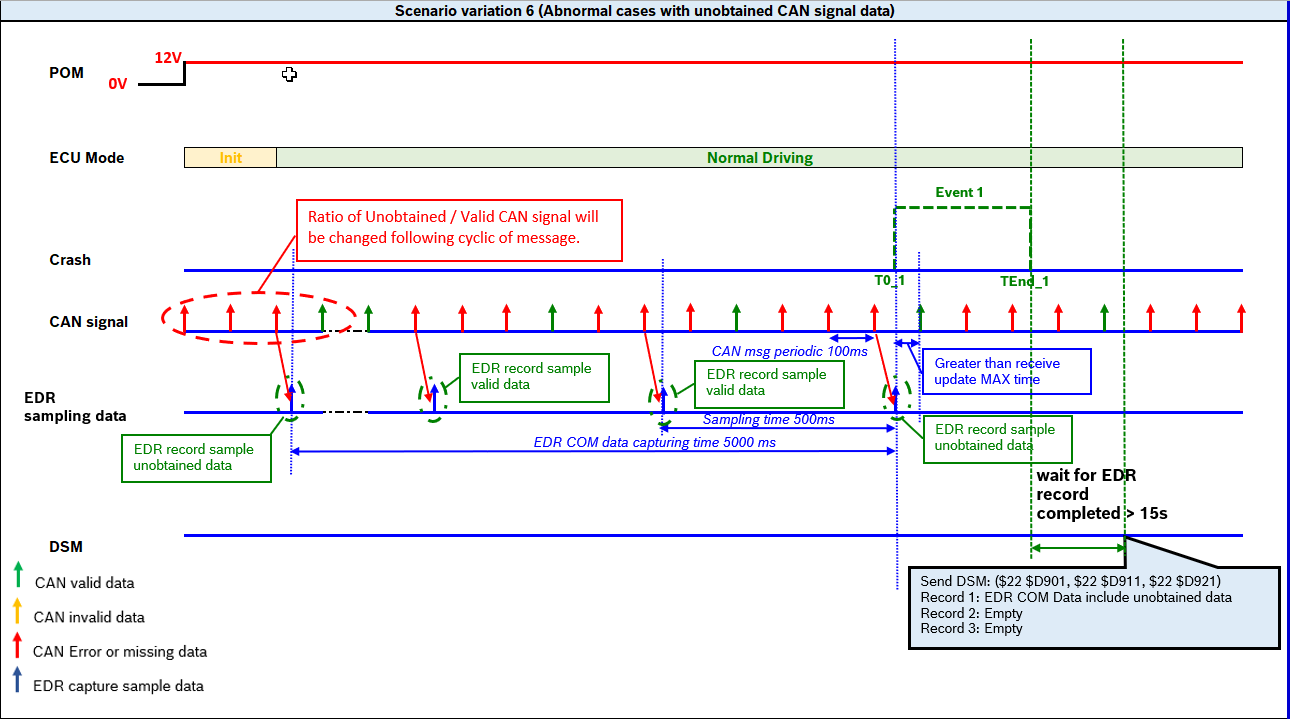 Scenario variation 6 (Abnormal cases with unobtained CAN signal data)
POM
12V
0V
ECU Mode
Init
Normal Driving
Event 1
Ratio of Unobtained / Valid CAN signal will
be changed following cyclic of message.
Crash
T0_1
TEnd_1
CAN signal
CAN msg periodic 100ms
Greater than receive
update MAX time
EDR record sample
valid data
EDR record sample
valid data
EDR
sampling data
Sampling time 500ms
EDR record sample
unobtained data
EDR COM data capturing time 5000 ms
EDR record sample
unobtained data
wait for EDR
record
completed > 15s
DSM
CAN valid data
CAN invalid data
CAN Error or missing data
EDR capture sample data
Send DSM: ($22 $D901, $22 $D911, $22 $D921)
Record 1: EDR COM Data include unobtained data
Record 2: Empty
Record 3: Empty